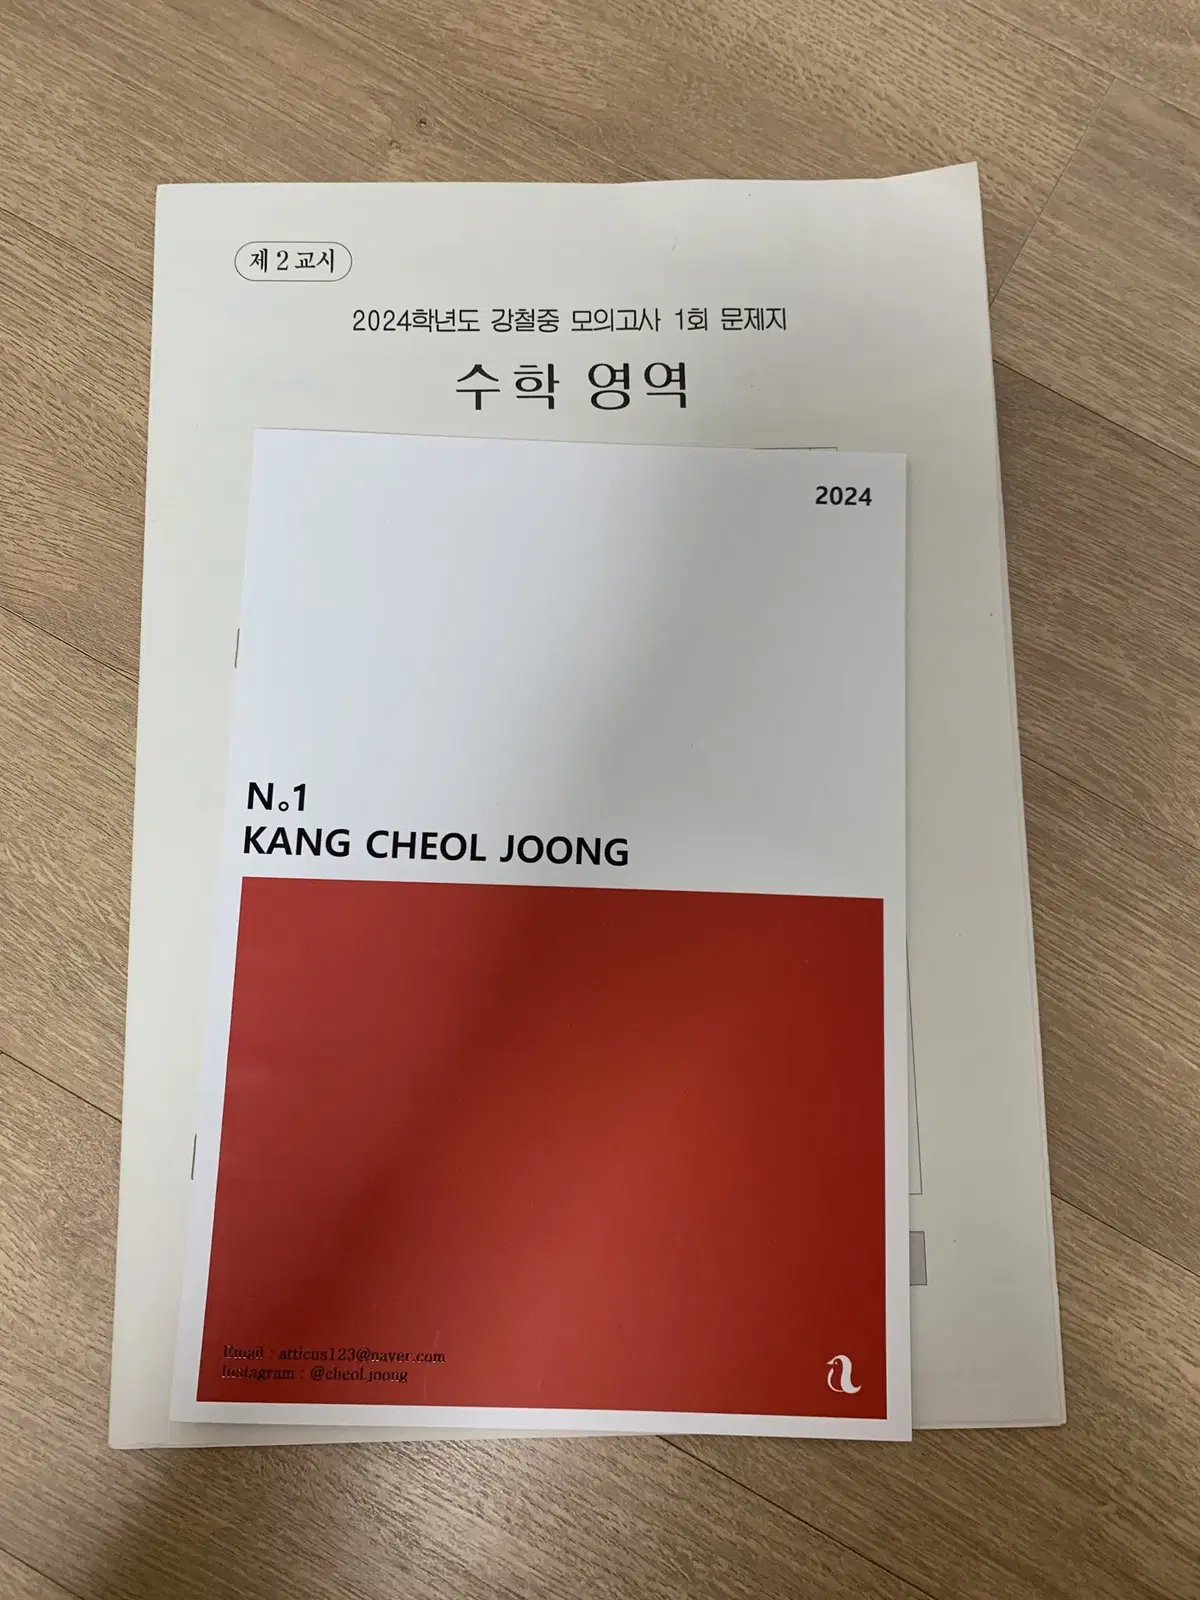 제 2 교시
2024학년도 강철중 모의고사 1회 문제지
수학 영역
2024
N。1
KANG CHEOL JOONG
Email : atticus123@naver.com
Instagram : @cheol.joong
a